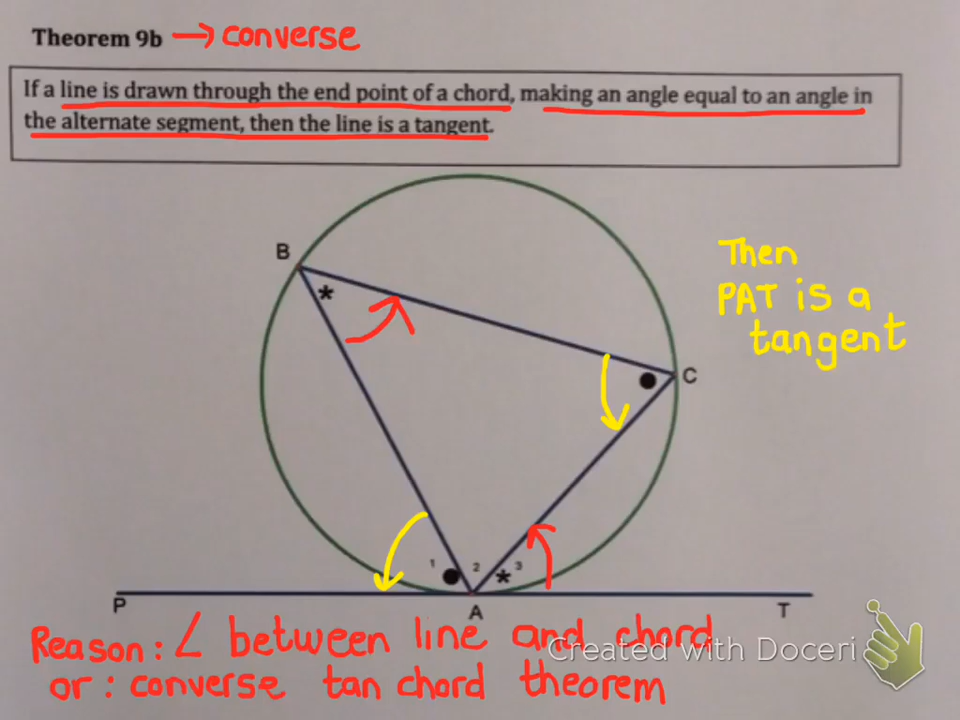 Theorem 9b → converse
If a line is drawn through the end point of a chord, making an angle equal to an angle in
the alternate segment, then the line is a tangent.
B
*
Then
PAT is a
tangent
C
1
2
* 3
P
A
T
Reason: ∠ between line and chord
Created with Doceri
or: converse tan chord theorem